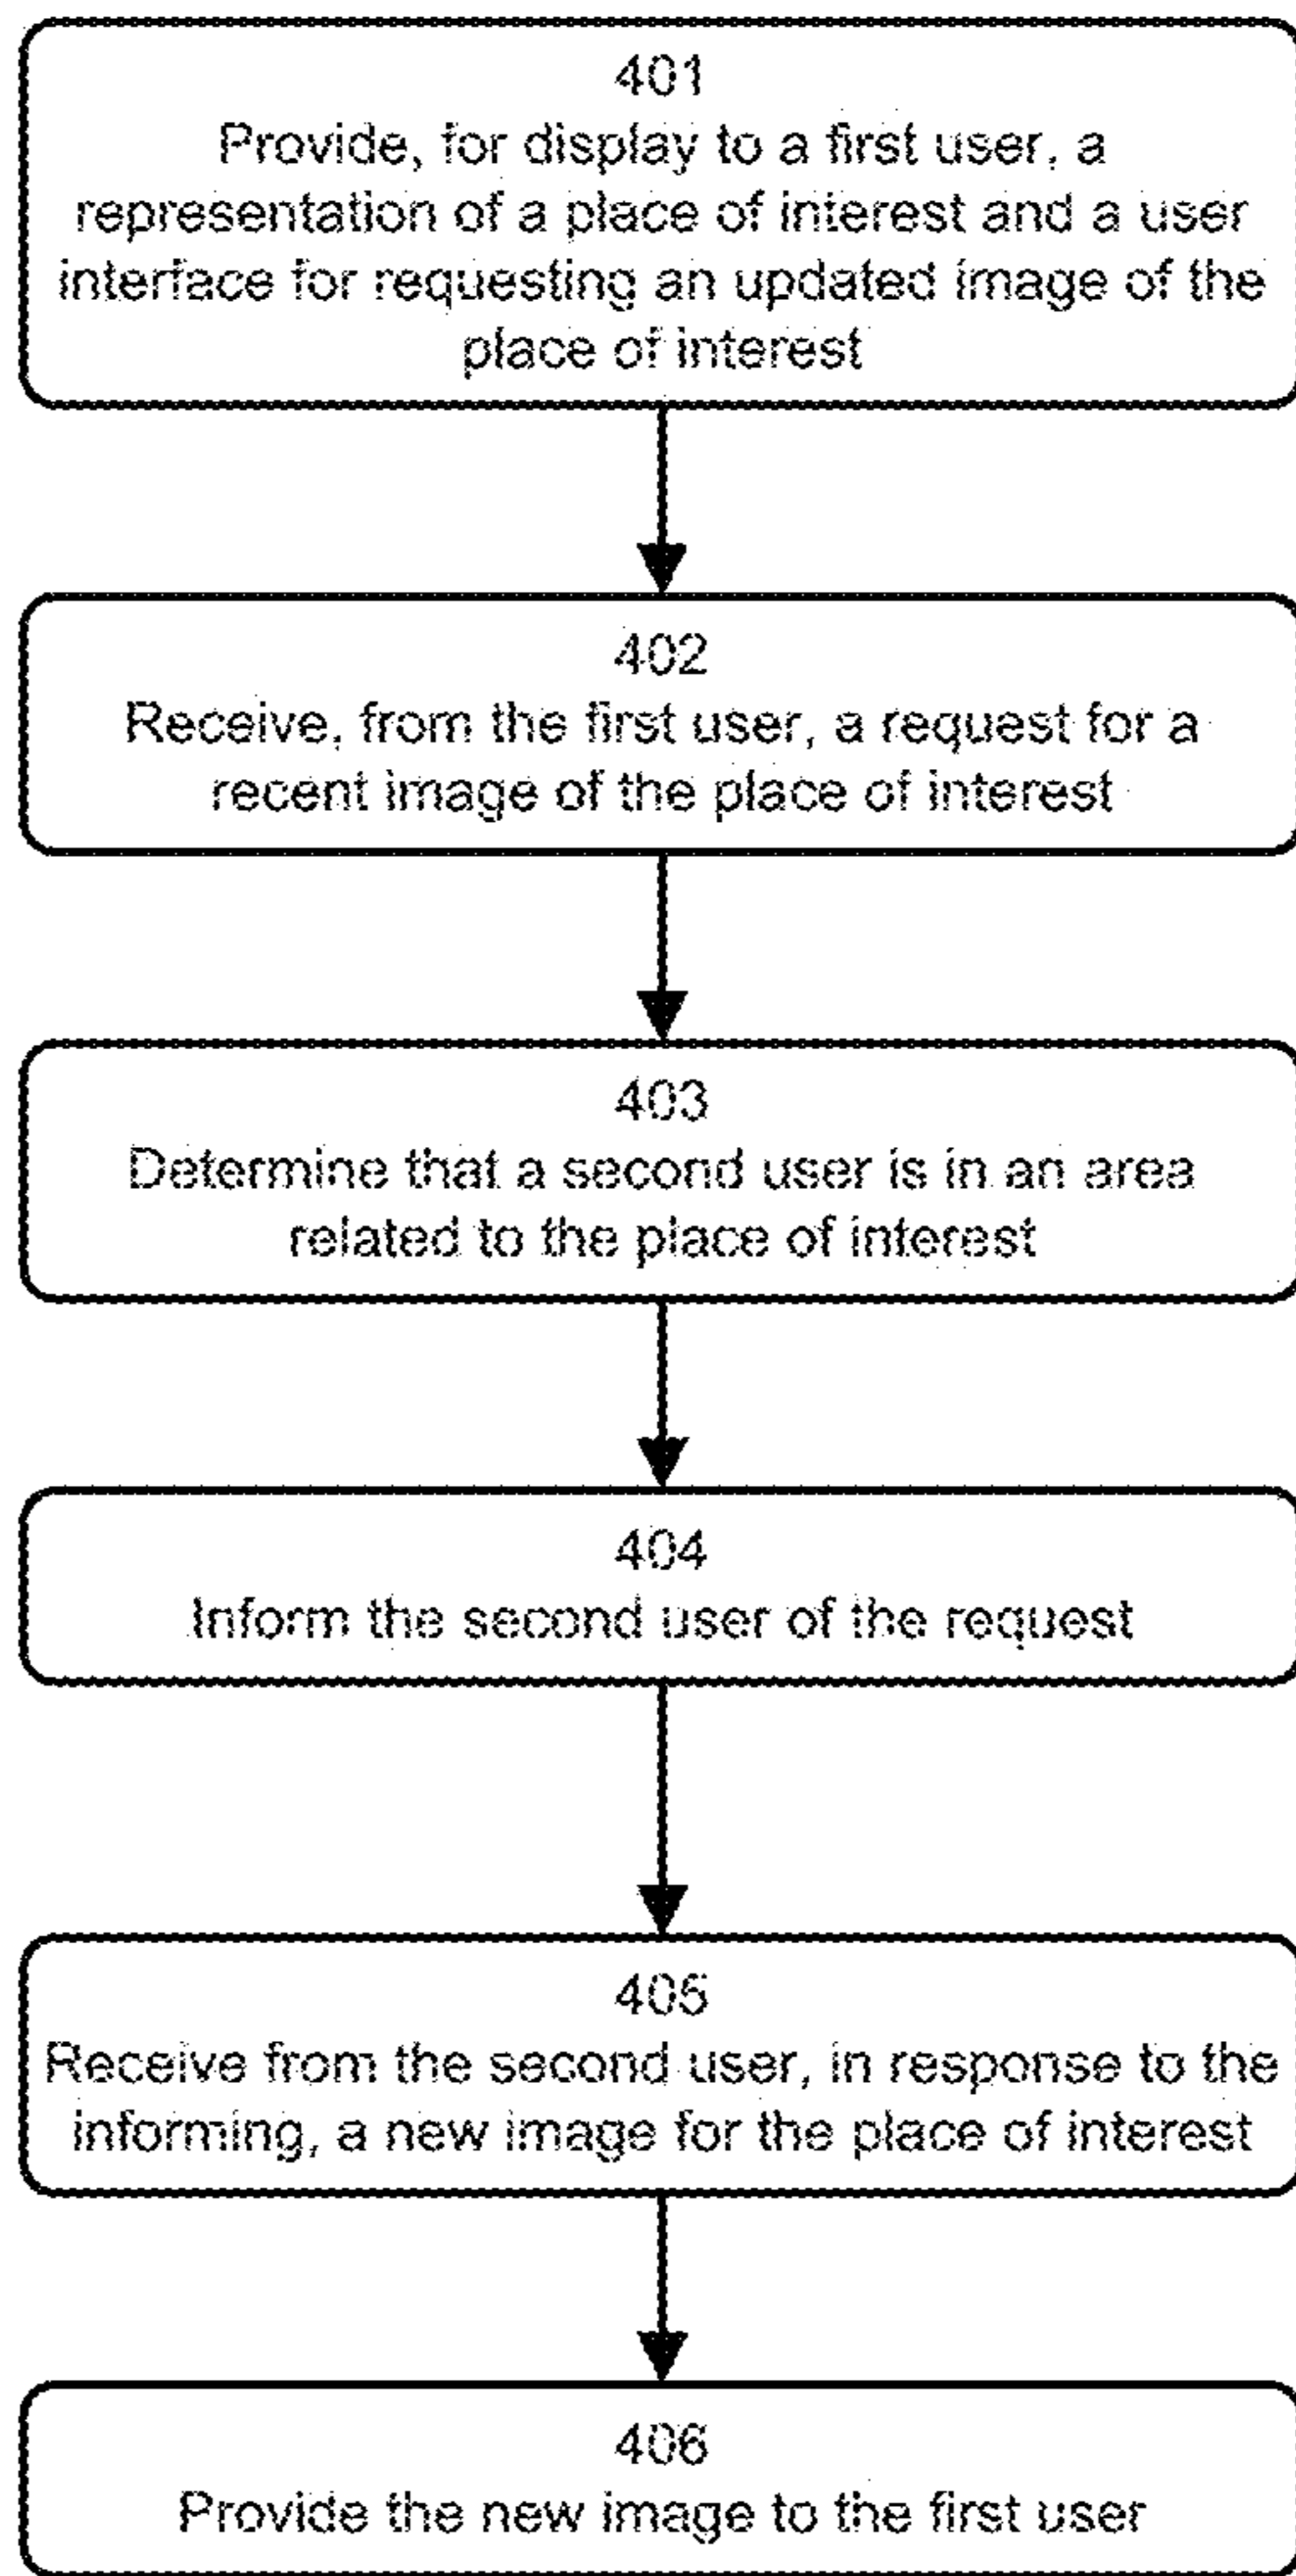 401
Provide, for display to a first user, a
representation of a place of interest and a user
interface for requesting an updated image of the
place of interest
402
Receive, from the first user, a request for a
recent image of the place of interest
403
Determine that a second user is in an area
related to the place of interest
404
Inform the second user of the request
405
Receive from the second user, in response to the
informing, a new image for the place of interest
406
Provide the new image to the first user